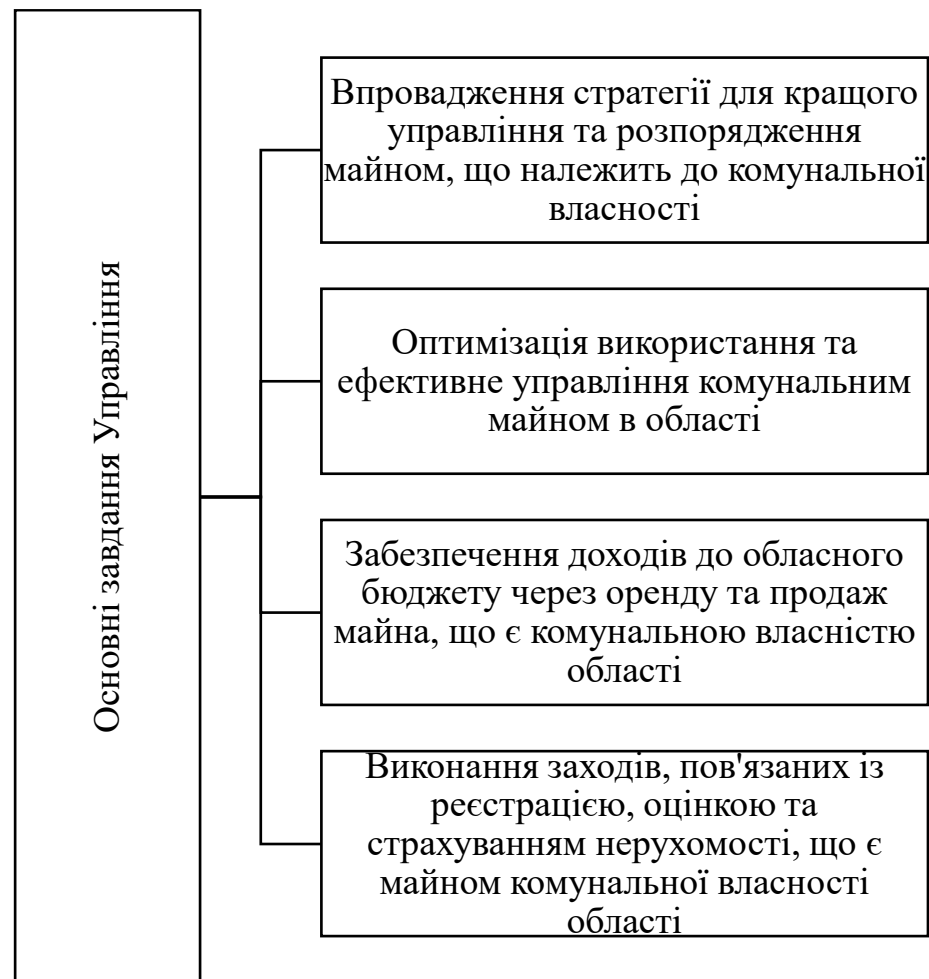 Основні завдання Управління
Впровадження стратегії для кращого
управління та розпорядження
майном, що належить до комунальної
власності
Оптимізація використання та
ефективне управління комунальним
майном в області
Забезпечення доходів до обласного
бюджету через оренду та продаж
майна, що є комунальною власністю
області
Виконання заходів, пов'язаних із
реєстрацією, оцінкою та
страхуванням нерухомості, що є
майном комунальної власності
області